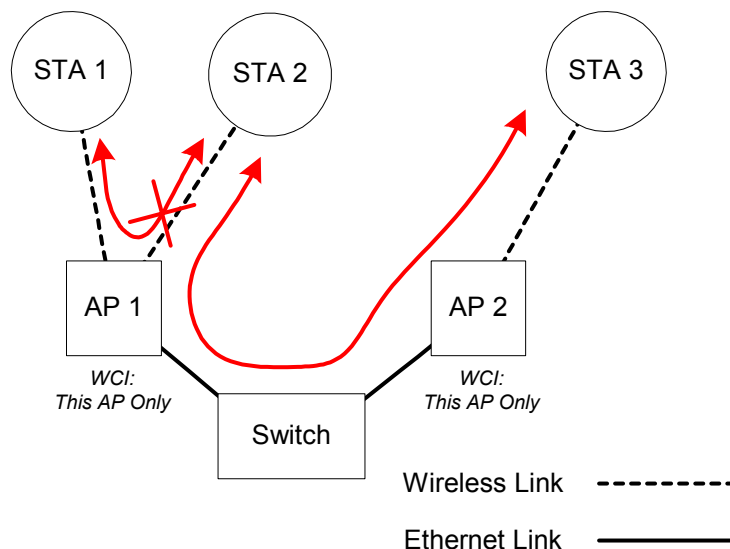 STA 1
STA 2
STA 3
AP 1
AP 2
WCI:
This AP Only
WCI:
This AP Only
Switch
Wireless Link
Ethernet Link